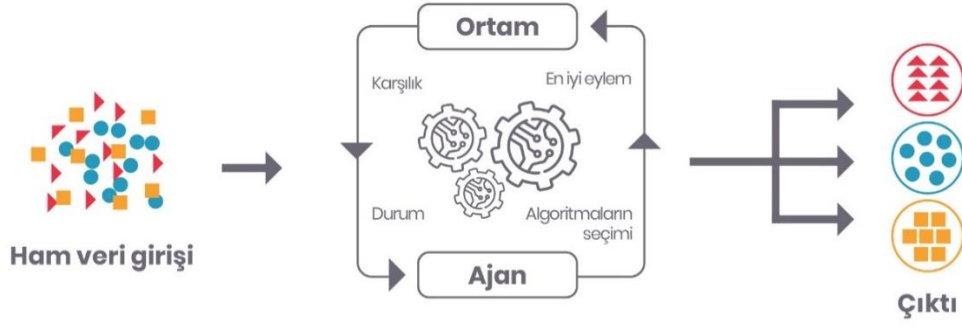 Ortam
Karşılık
En iyi eylem
Durum
Algoritmaların
seçimi
Ajan
Ham veri girişi
Çıktı